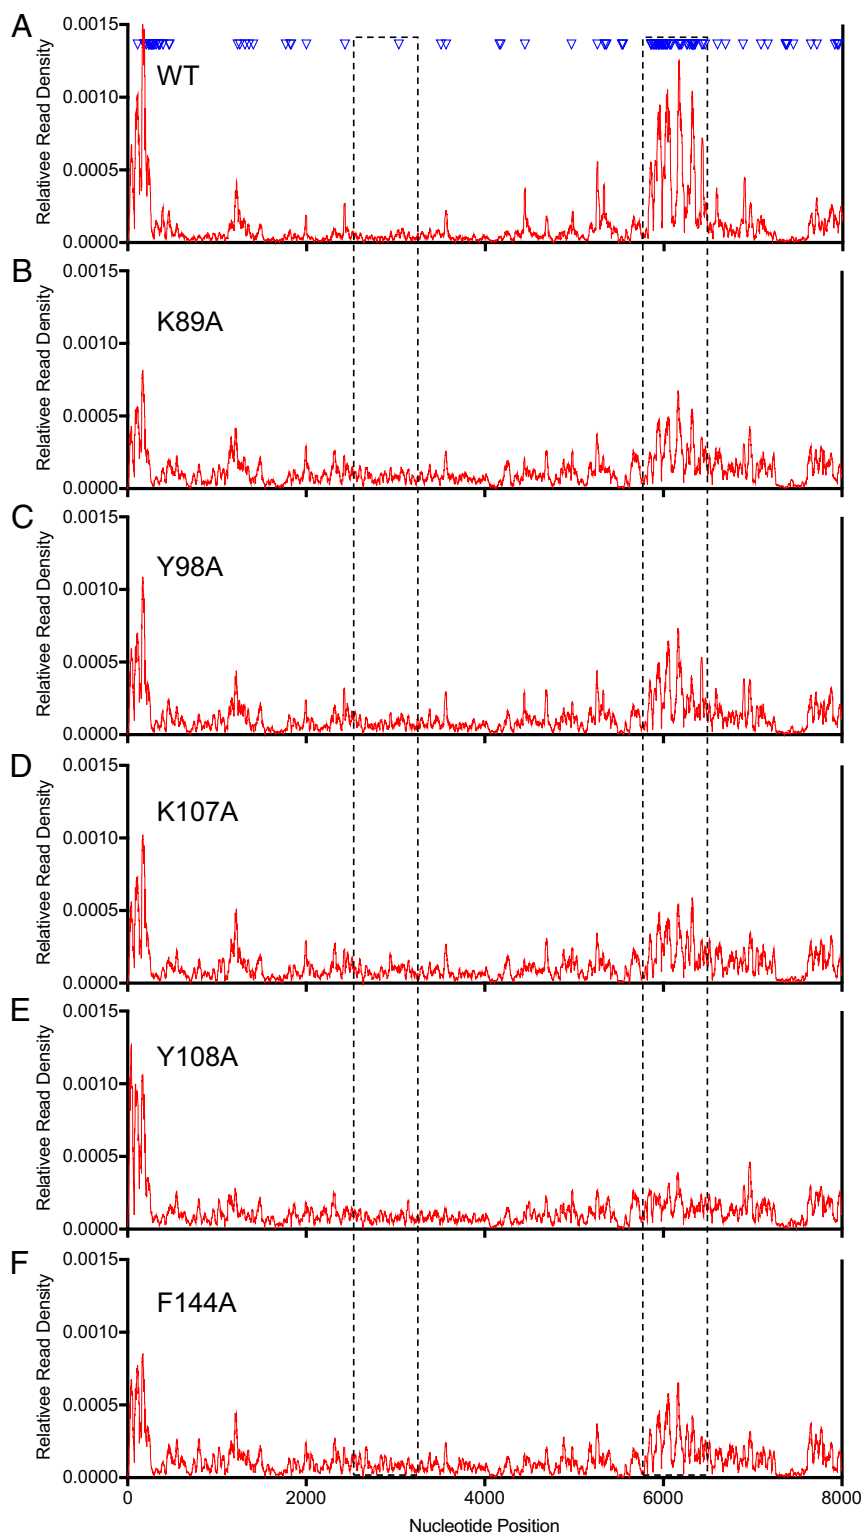 A
Relativee Read Density
0.0015
0.0010
0.0005
0.0000
WT
B
Relativee Read Density
0.0015
0.0010
0.0005
0.0000
K89A
C
Relativee Read Density
0.0015
0.0010
0.0005
0.0000
Y98A
D
Relativee Read Density
0.0015
0.0010
0.0005
0.0000
K107A
E
Relativee Read Density
0.0015
0.0010
0.0005
0.0000
Y108A
F
Relativee Read Density
0.0015
0.0010
0.0005
0.0000
F144A
0 2000 4000 6000 8000
Nucleotide Position